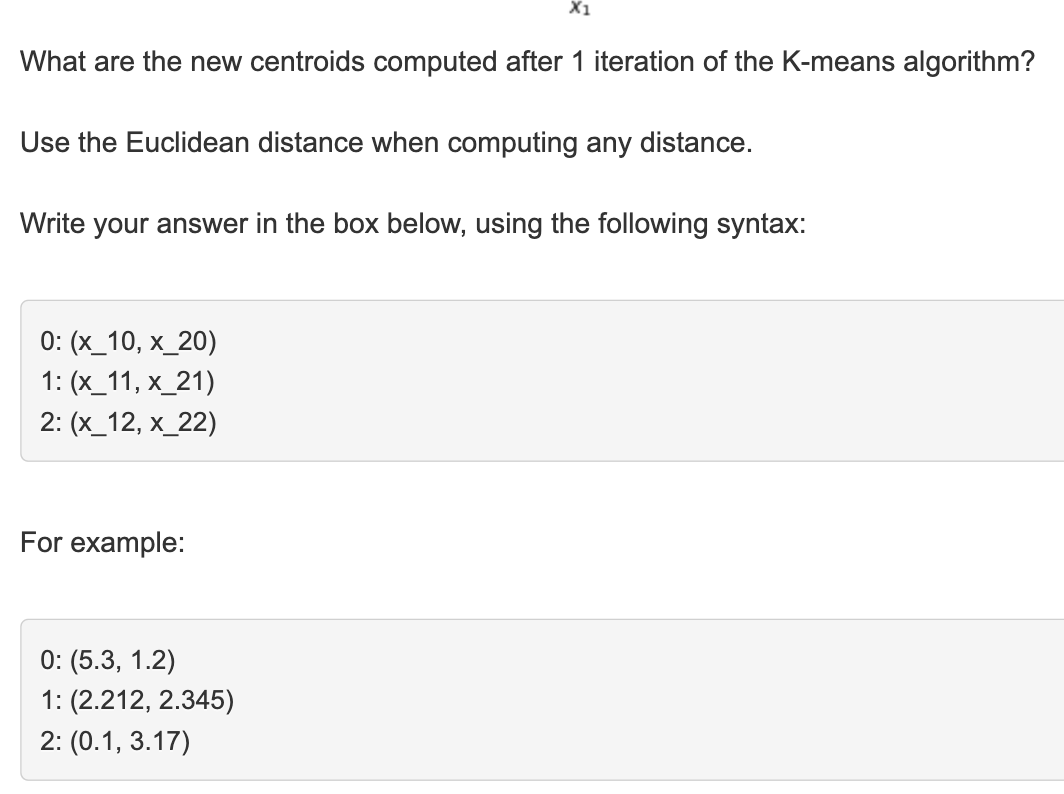 x₁
What are the new centroids computed after 1 iteration of the K-means algorithm?
Use the Euclidean distance when computing any distance.
Write your answer in the box below, using the following syntax:
0: (x_10, x_20)
1: (x_11, x_21)
2: (x_12, x_22)
For example:
0: (5.3, 1.2)
1: (2.212, 2.345)
2: (0.1, 3.17)